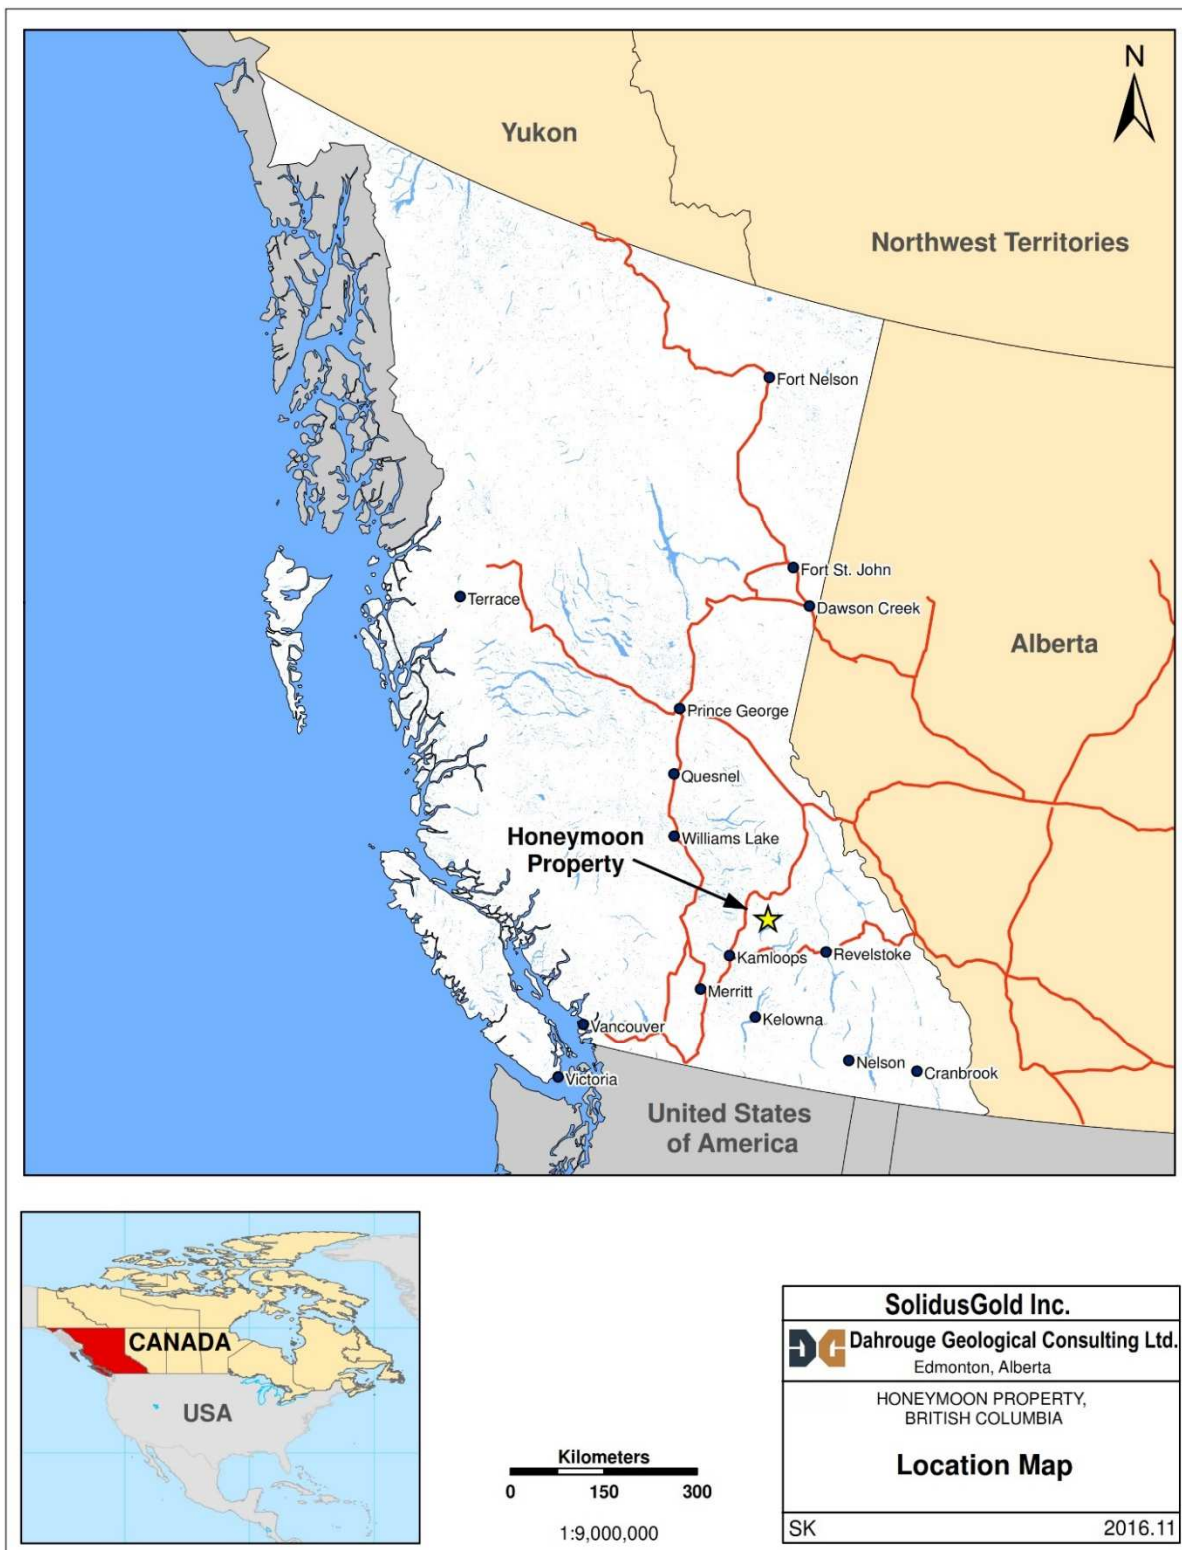 N
Yukon
Northwest Territories
Fort Nelson
Fort St. John
Terrace
Dawson Creek
Alberta
Prince George
Quesnel
Honeymoon
Property
Williams Lake
Kamloops
Revelstoke
Merritt
Kelowna
Vancouver
Nelson
Cranbrook
Victoria
United States
of America
CANADA
USA
Kilometers
0 150 300
1:9,000,000
SolidusGold Inc.
DG Dahrouge Geological Consulting Ltd.
Edmonton, Alberta
HONEYMOON PROPERTY,
BRITISH COLUMBIA
Location Map
SK 2016.11